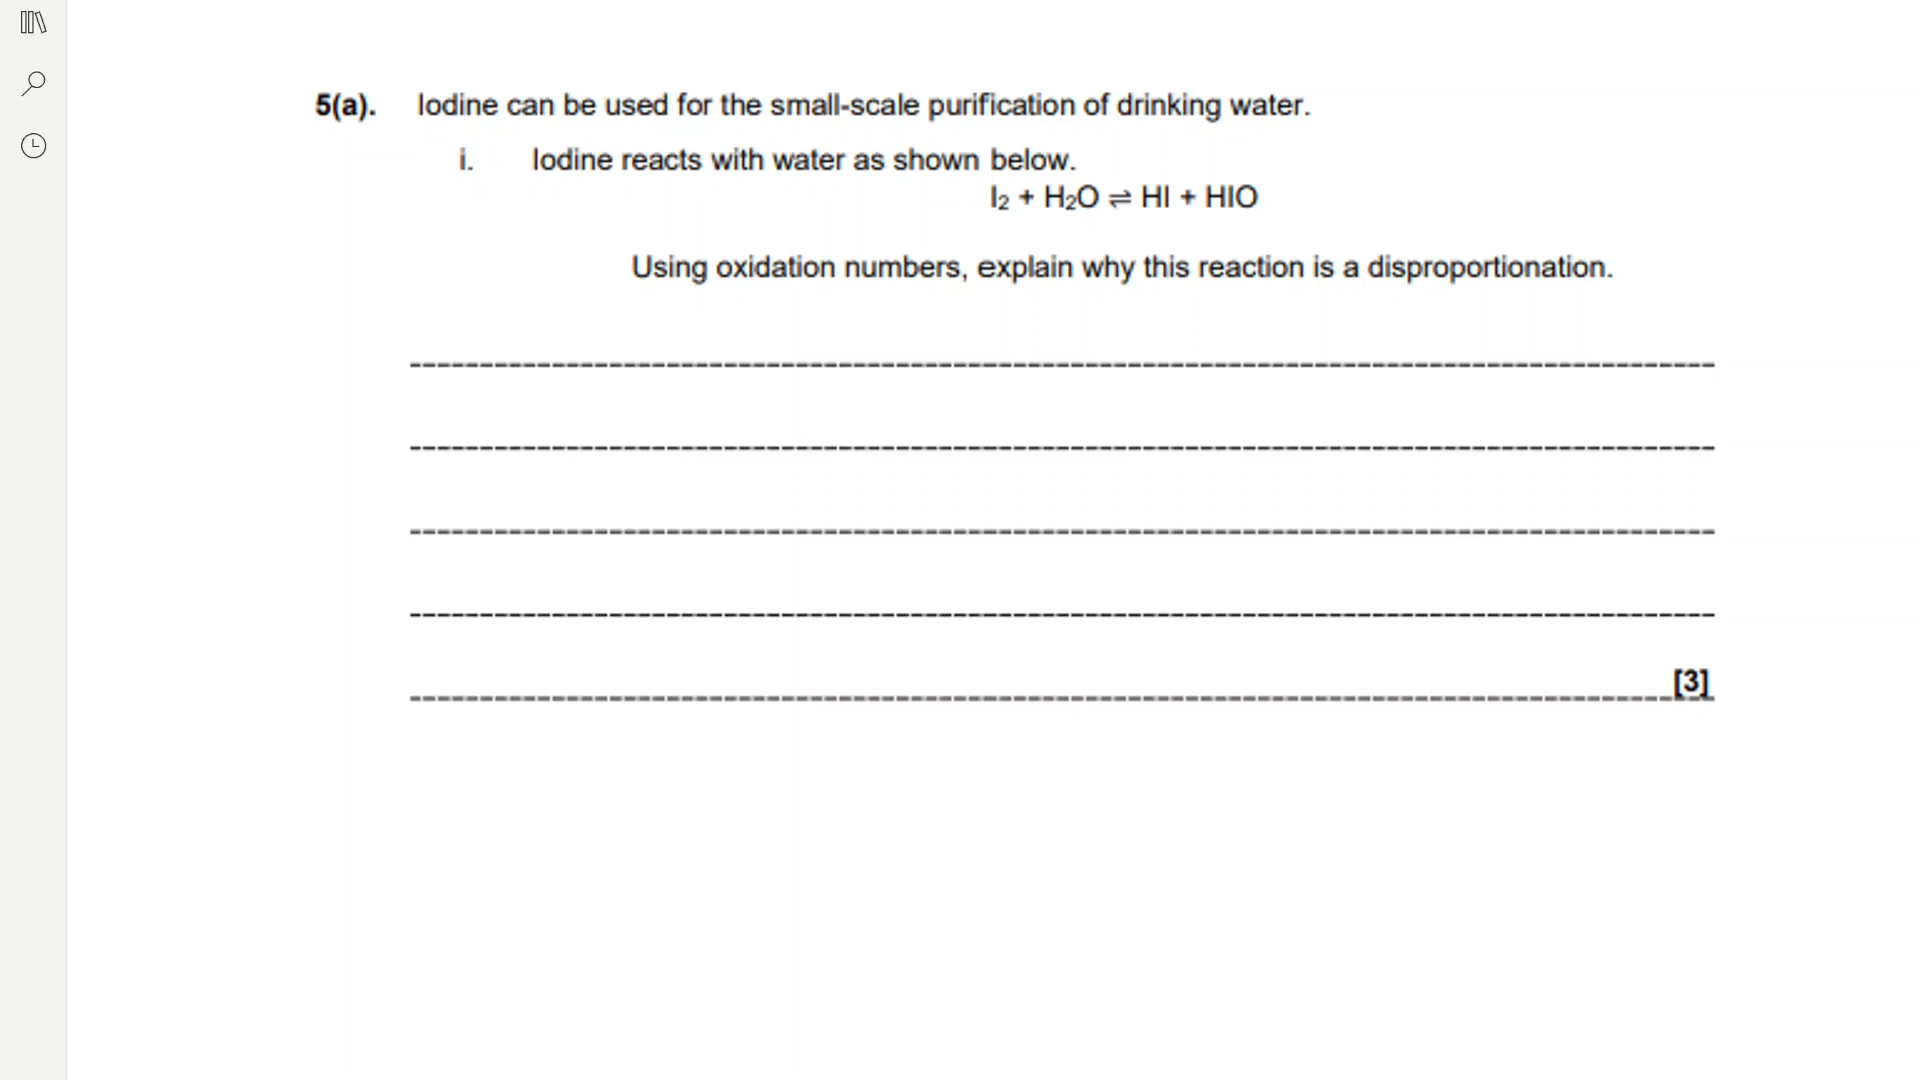 5(a). Iodine can be used for the small-scale purification of drinking water.
i. Iodine reacts with water as shown below.
I₂ + H₂O ⇌ HI + HIO
Using oxidation numbers, explain why this reaction is a disproportionation.
[3]